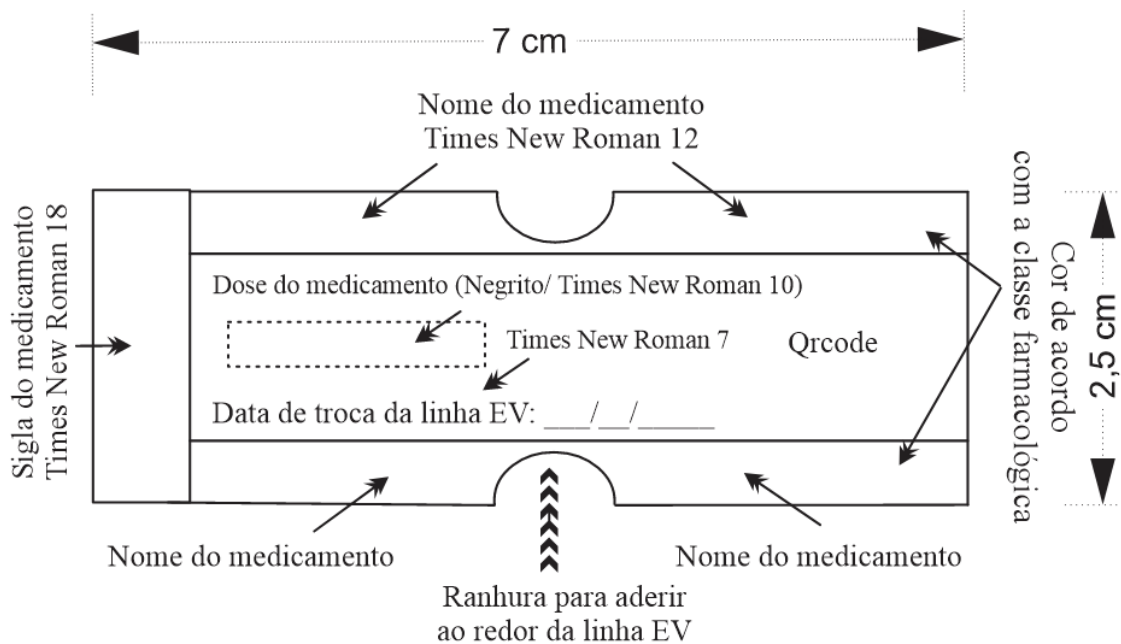 7 cm
Nome do medicamento
Times New Roman 12
Sigla do medicamento
Times New Roman 18
Dose do medicamento (Negrito/ Times New Roman 10)
Times New Roman 7
Qrcode
Data de troca da linha EV: ___/__/_____
Cor de acordo
com a classe farmacológica
2,5 cm
Nome do medicamento
Nome do medicamento
Ranhura para aderir
ao redor da linha EV